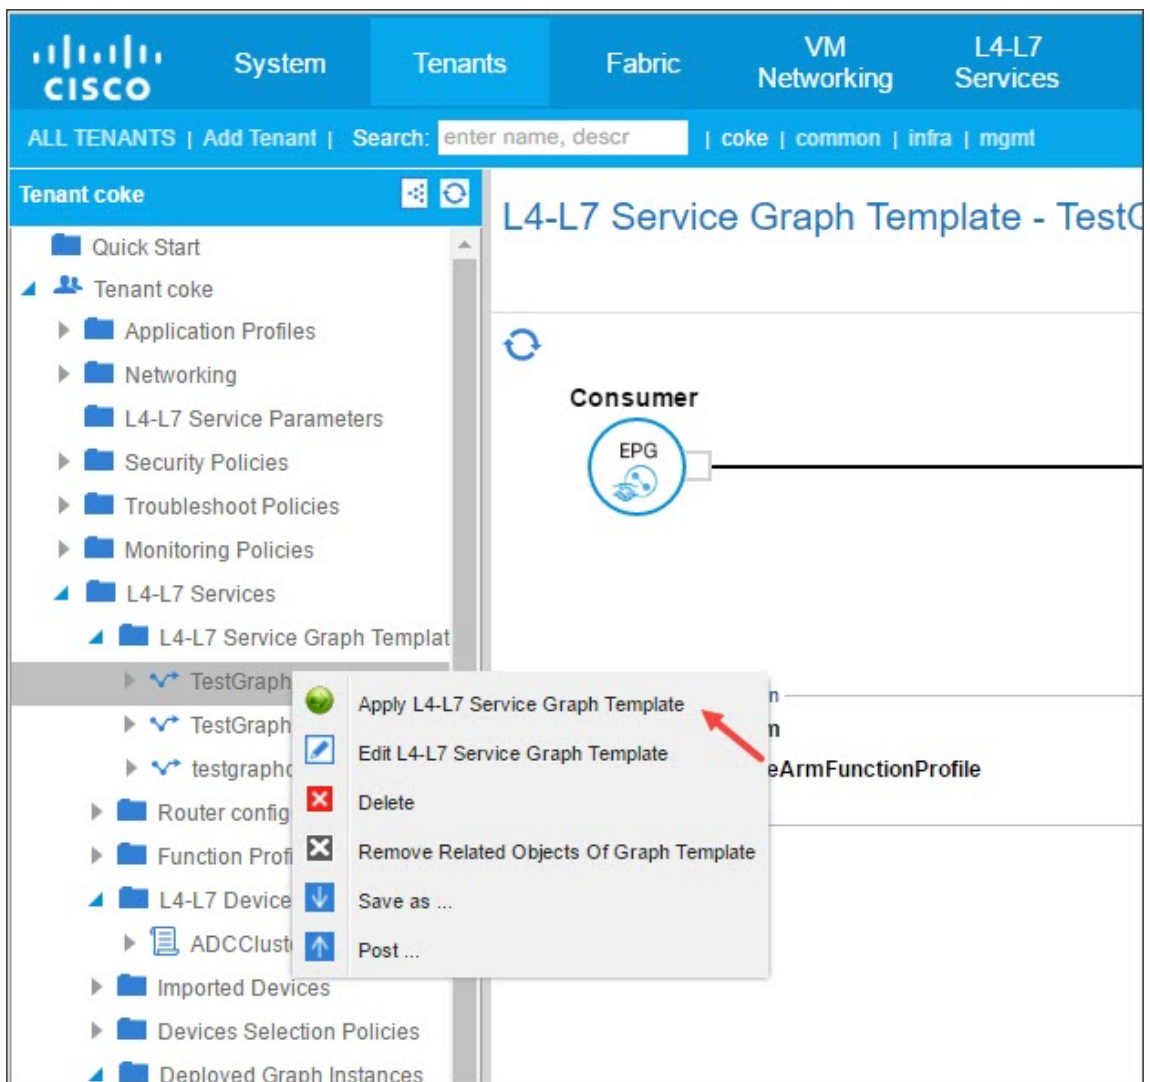 CISCO
System
Tenants
Fabric
VM
Networking
L4-L7
Services
ALL TENANTS | Add Tenant | Search: enter name, descr | coke | common | infra | mgmt
Tenant coke
L4-L7 Service Graph Template - Test
Quick Start
Tenant coke
Application Profiles
Networking
L4-L7 Service Parameters
Security Policies
Troubleshoot Policies
Monitoring Policies
L4-L7 Services
L4-L7 Service Graph Templat
TestGraph
TestGraph
testgraph
Router config
Function Profi
L4-L7 Device
ADCClust
Imported Devices
Devices Selection Policies
Deployed Graph Instances
Consumer
EPG
Apply L4-L7 Service Graph Template
Edit L4-L7 Service Graph Template
Delete
Remove Related Objects Of Graph Template
Save as ...
Post ...
n
eArmFunctionProfile